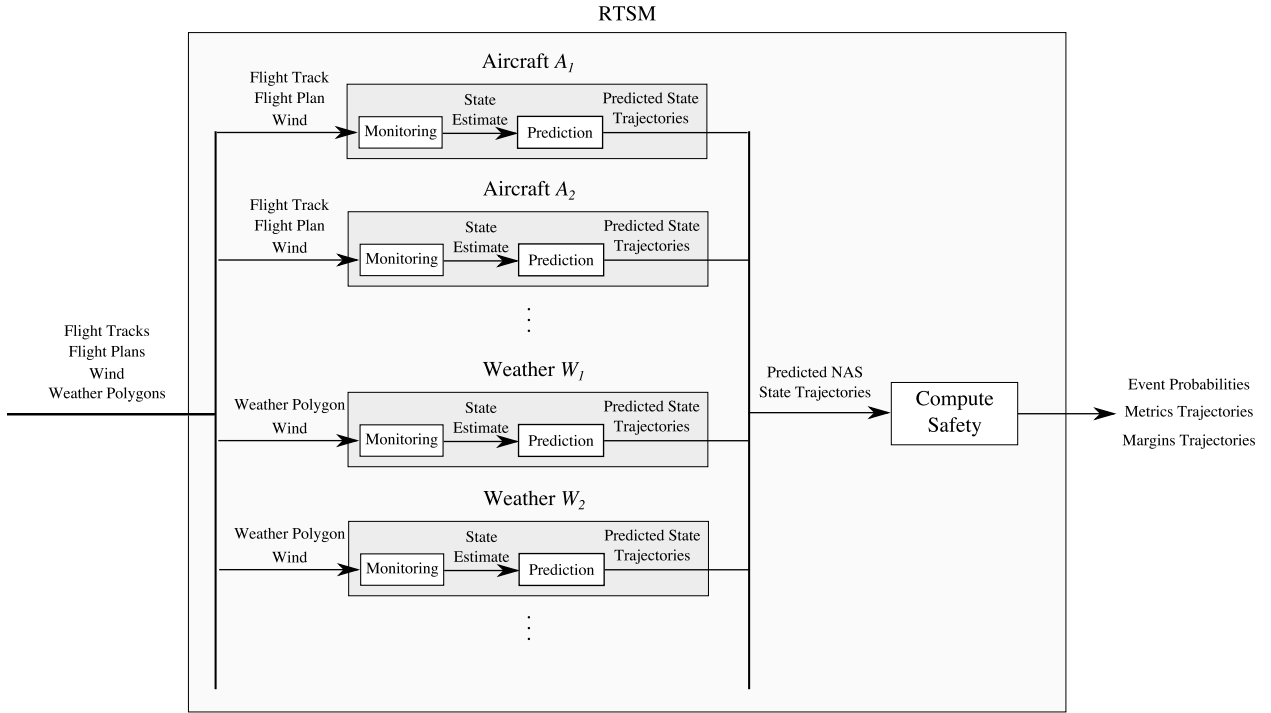 RTSM
Aircraft A1
Flight Track
Flight Plan
Wind
Monitoring
State
Estimate
Prediction
Predicted State
Trajectories
Aircraft A2
Flight Track
Flight Plan
Wind
Monitoring
State
Estimate
Prediction
Predicted State
Trajectories
Flight Tracks
Flight Plans
Wind
Weather Polygons
Weather W1
Weather Polygon
Wind
Monitoring
State
Estimate
Prediction
Predicted State
Trajectories
Weather W2
Weather Polygon
Wind
Monitoring
State
Estimate
Prediction
Predicted State
Trajectories
Predicted NAS
State Trajectories
Compute
Safety
Event Probabilities
Metrics Trajectories
Margins Trajectories